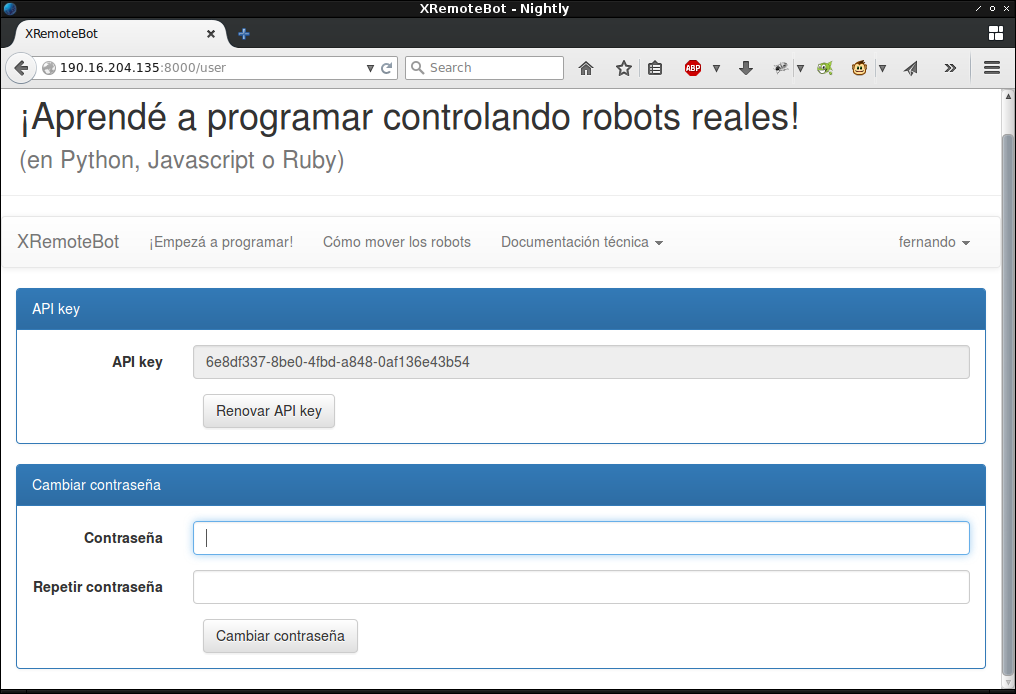 XRemoteBot - Nightly
XRemoteBot
190.16.204.135:8000/user
Search
ABP
¡Aprendé a programar controlando robots reales!
(en Python, Javascript o Ruby)
XRemoteBot ¡Empezá a programar! Cómo mover los robots Documentación técnica fernando
API key
API key 6e8df337-8be0-4fbd-a848-0af136e43b54
Renovar API key
Cambiar contraseña
Contraseña
Repetir contraseña
Cambiar contraseña